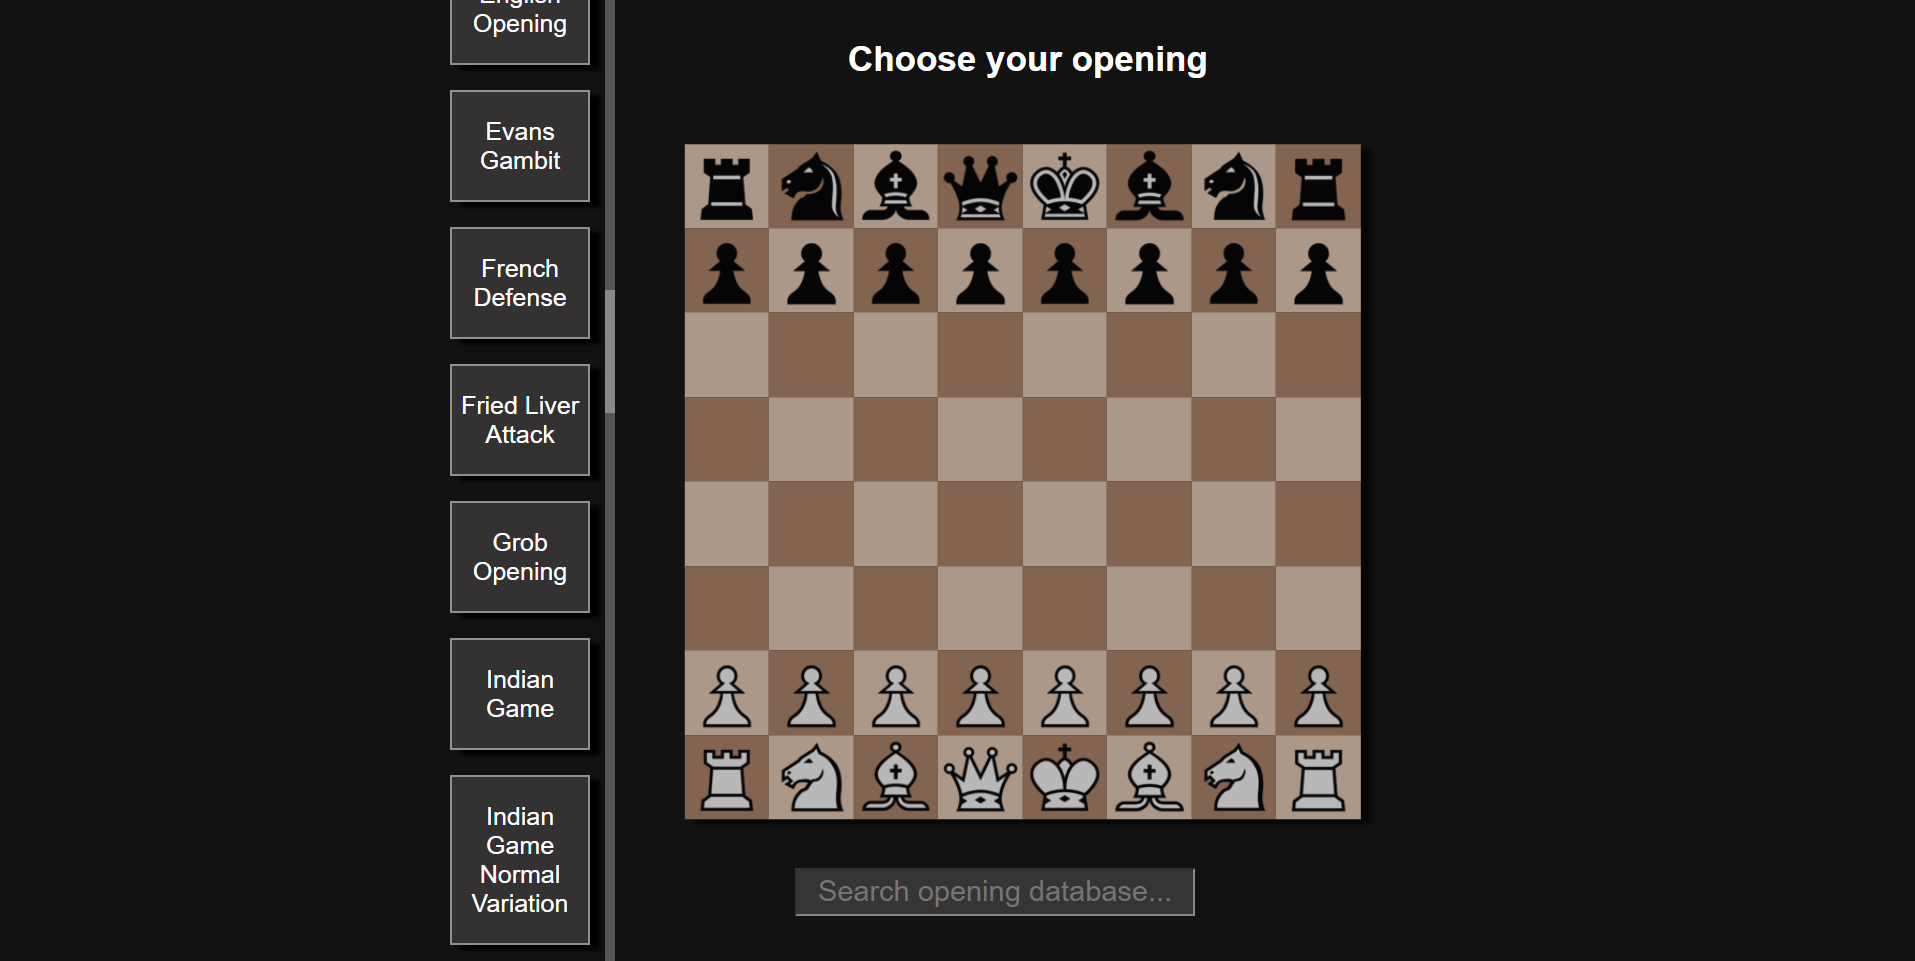 English
Opening
Evans
Gambit
French
Defense
Fried Liver
Attack
Grob
Opening
Indian
Game
Indian
Game
Normal
Variation
Choose your opening
Search opening database...